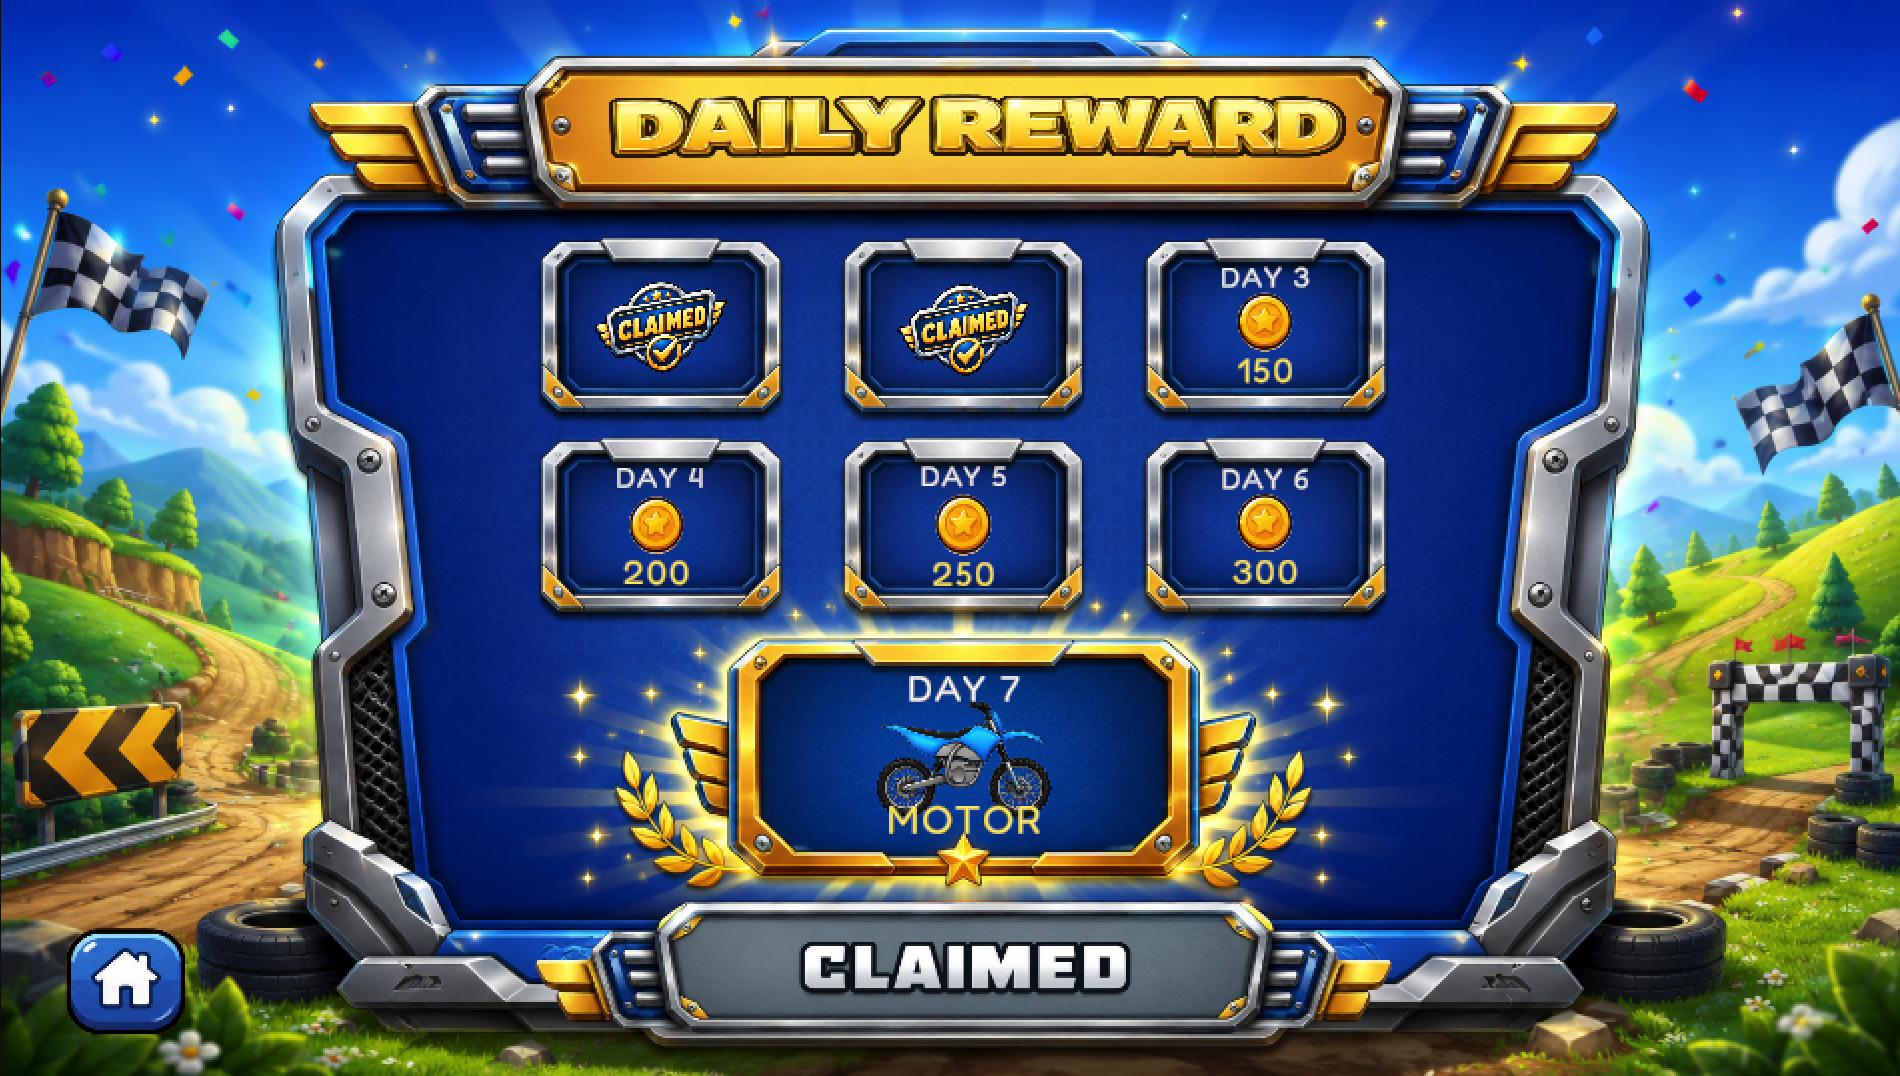 DAILY REWARD
CLAIMED
CLAIMED
DAY 3
150
DAY 4
200
DAY 5
250
DAY 6
300
DAY 7
MOTOR
CLAIMED